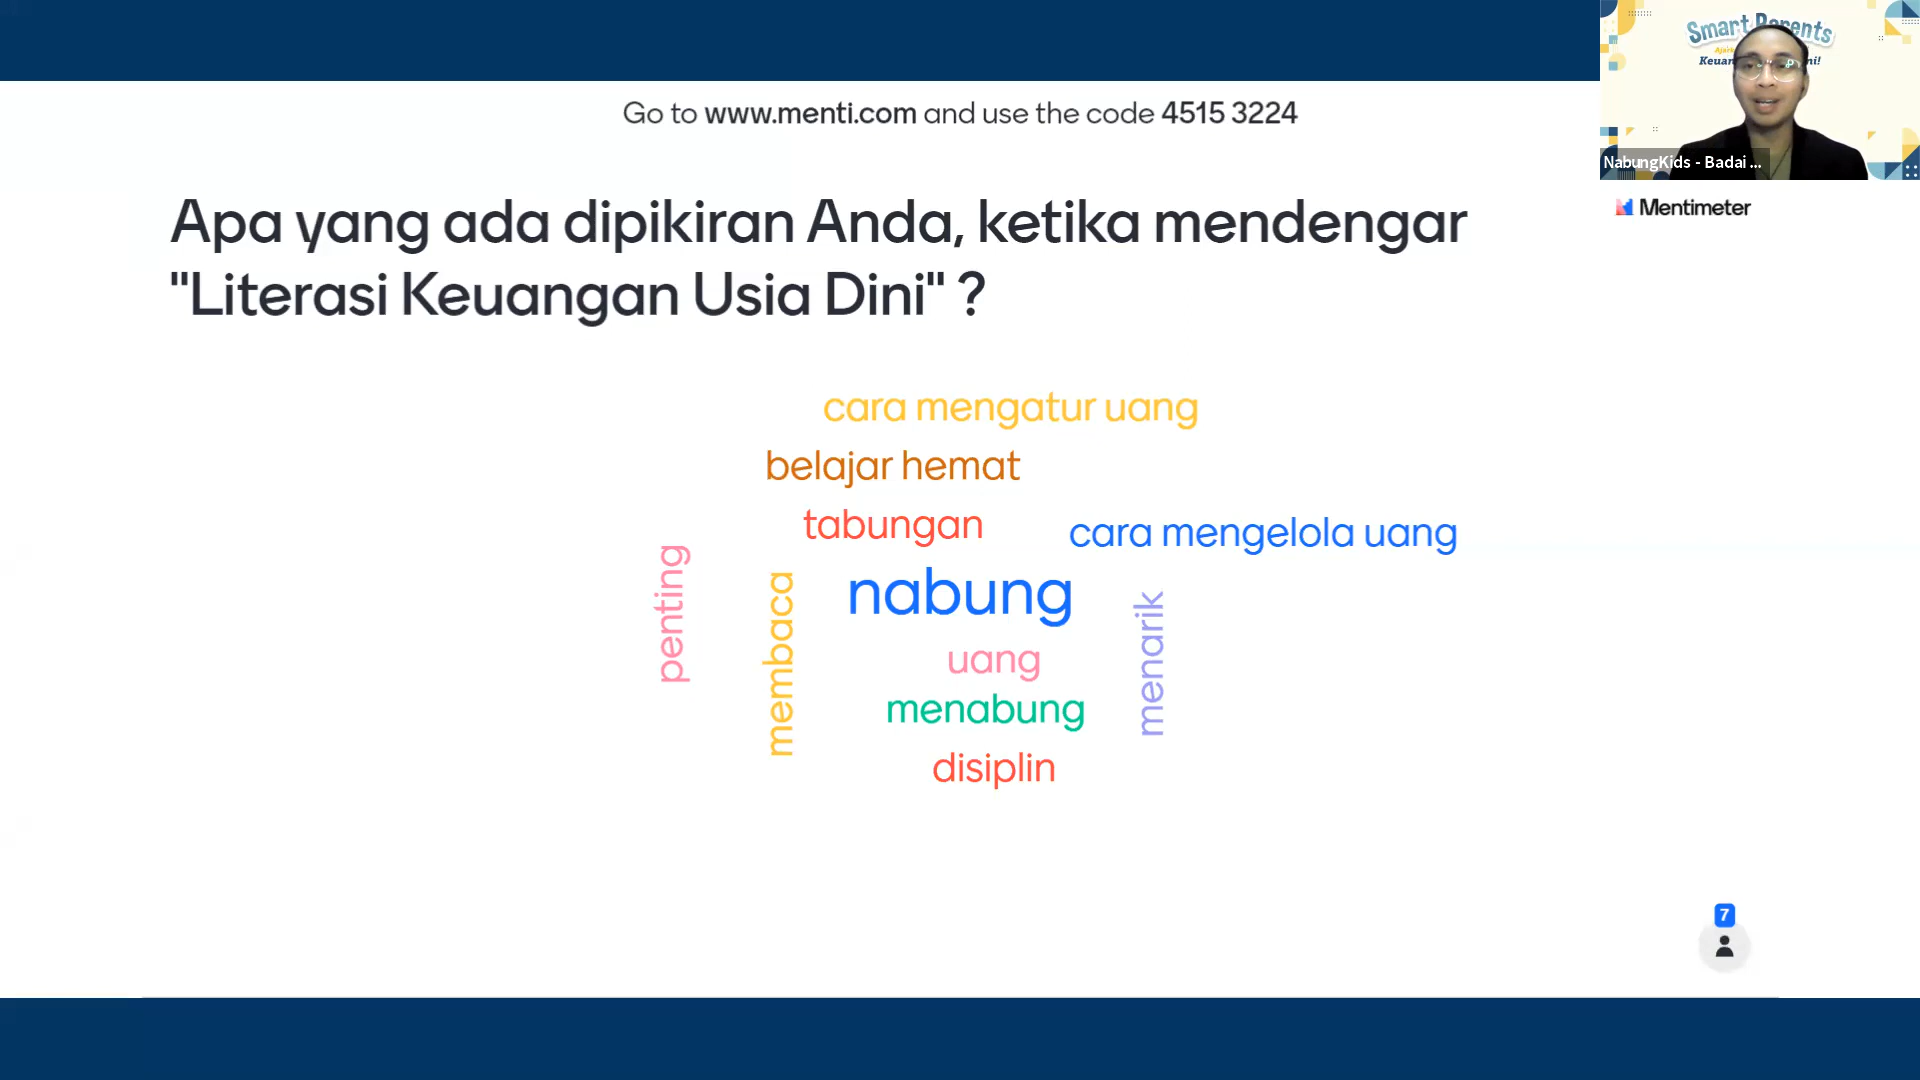 Go to www.menti.com and use the code 4515 3224
Smart Parents
NabungKids - Badai ...
Mentimeter
Apa yang ada dipikiran Anda, ketika mendengar
"Literasi Keuangan Usia Dini" ?
cara mengatur uang
belajar hemat
tabungan
cara mengelola uang
penting
membaca
nabung
menarik
uang
menabung
disiplin
7